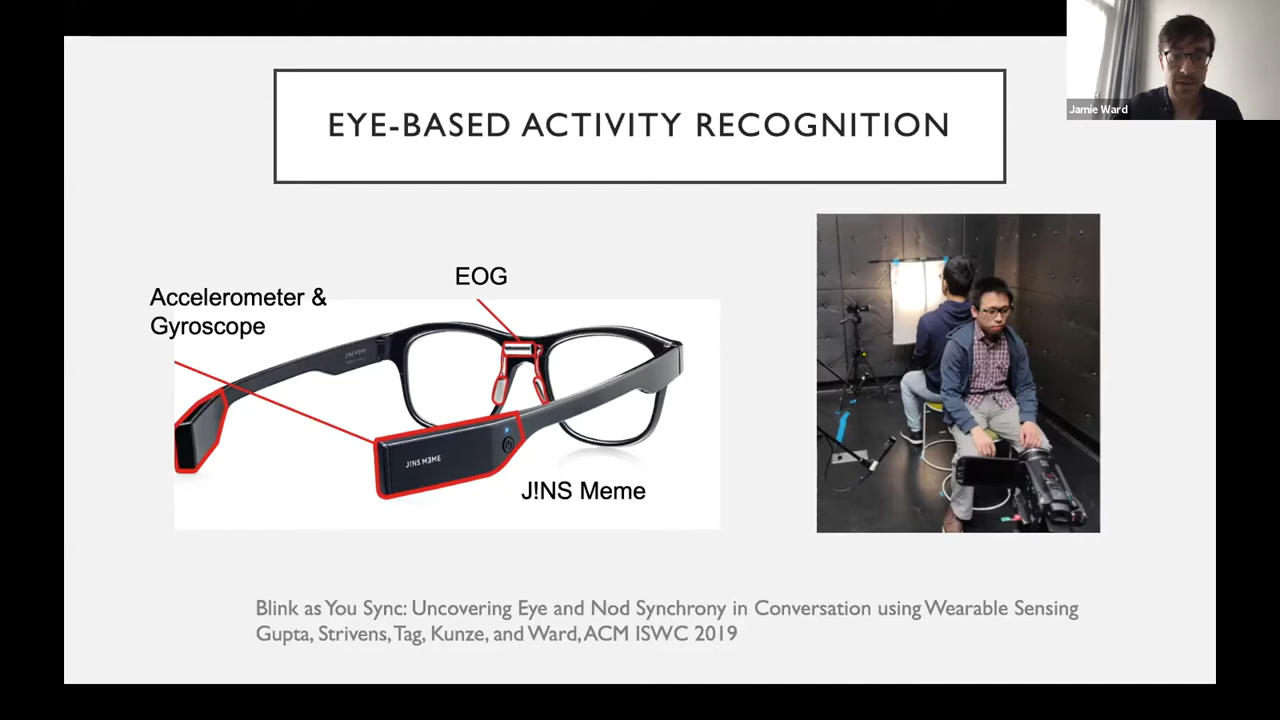 Jamie Ward
EYE-BASED ACTIVITY RECOGNITION
EOG
Accelerometer &
Gyroscope
J!NS MEME
J!NS Meme
Blink as You Sync: Uncovering Eye and Nod Synchrony in Conversation using Wearable Sensing
Gupta, Strivens, Tag, Kunze, and Ward, ACM ISWC 2019